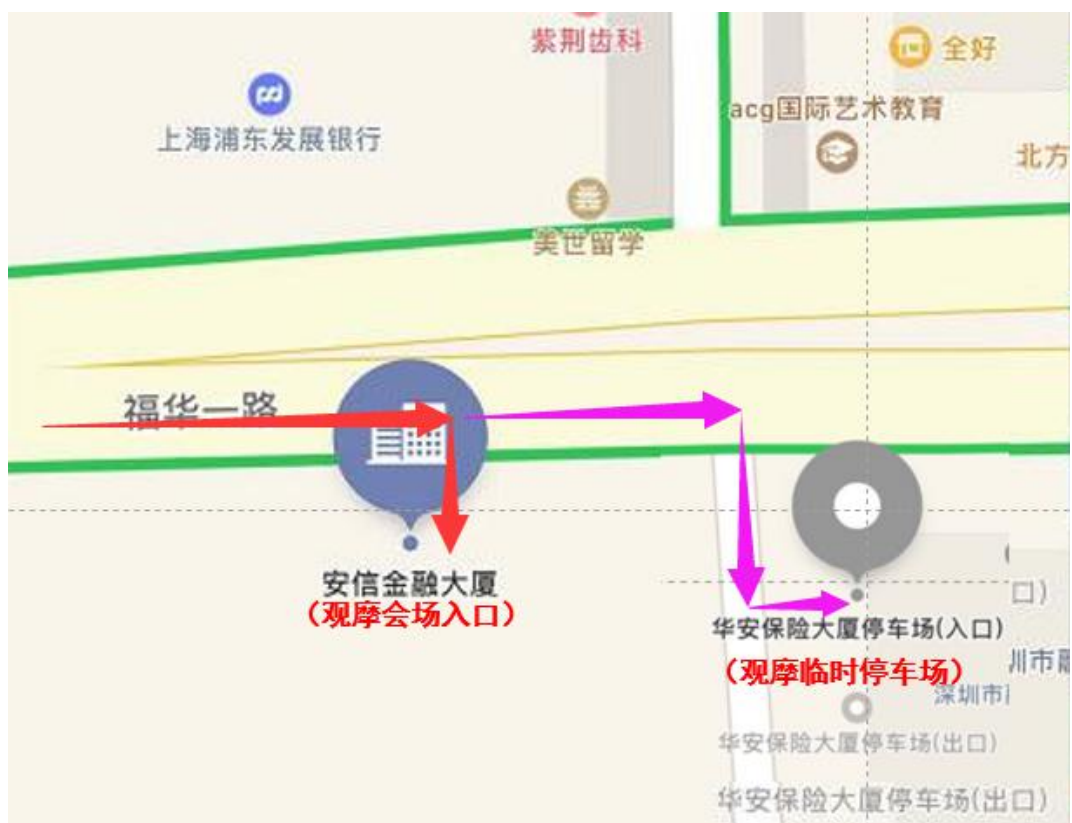 紫荆齿科
全好
上海浦东发展银行
acg国际艺术教育
北方
美世留学
福华一路
安信金融大厦
（观摩会场入口）
口）
华安保险大厦停车场(入口)
（观摩临时停车场）
圳市
深圳市
华安保险大厦停车场(出口)
华安保险大厦停车场(出口)